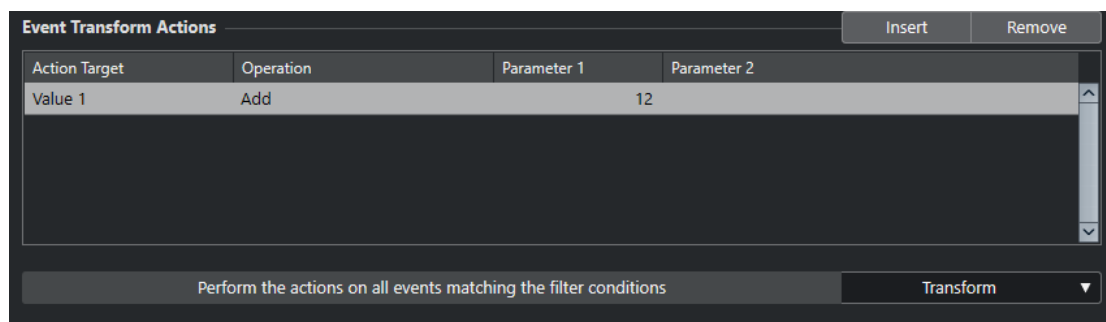 Event Transform Actions Insert Remove
Action Target Operation Parameter 1 Parameter 2
Value 1 Add 12
Perform the actions on all events matching the filter conditions Transform